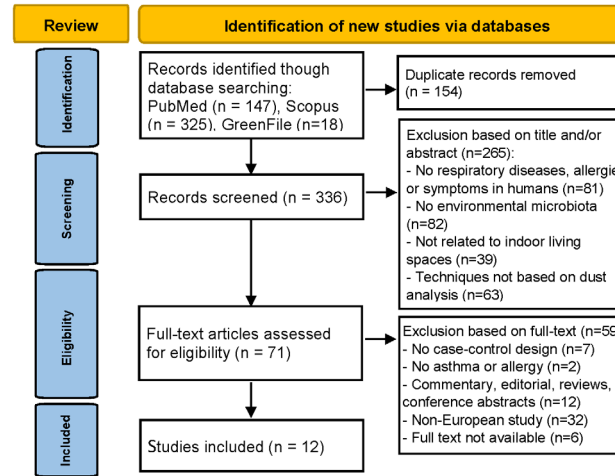 Review
Identification of new studies via databases
Identification
Records identified though
database searching:
PubMed (n = 147), Scopus
(n = 325), GreenFile (n=18)
Duplicate records removed
(n = 154)
Screening
Records screened (n = 336)
Exclusion based on title and/or
abstract (n=265):
- No respiratory diseases, allergie
or symptoms in humans (n=81)
- No environmental microbiota
(n=82)
- Not related to indoor living
spaces (n=39)
- Techniques not based on dust
analysis (n=63)
Eligibility
Full-text articles assessed
for eligibility (n = 71)
Exclusion based on full-text (n=59
- No case-control design (n=7)
- No asthma or allergy (n=2)
- Commentary, editorial, reviews,
conference abstracts (n=12)
- Non-European study (n=32)
- Full text not available (n=6)
Included
Studies included (n = 12)